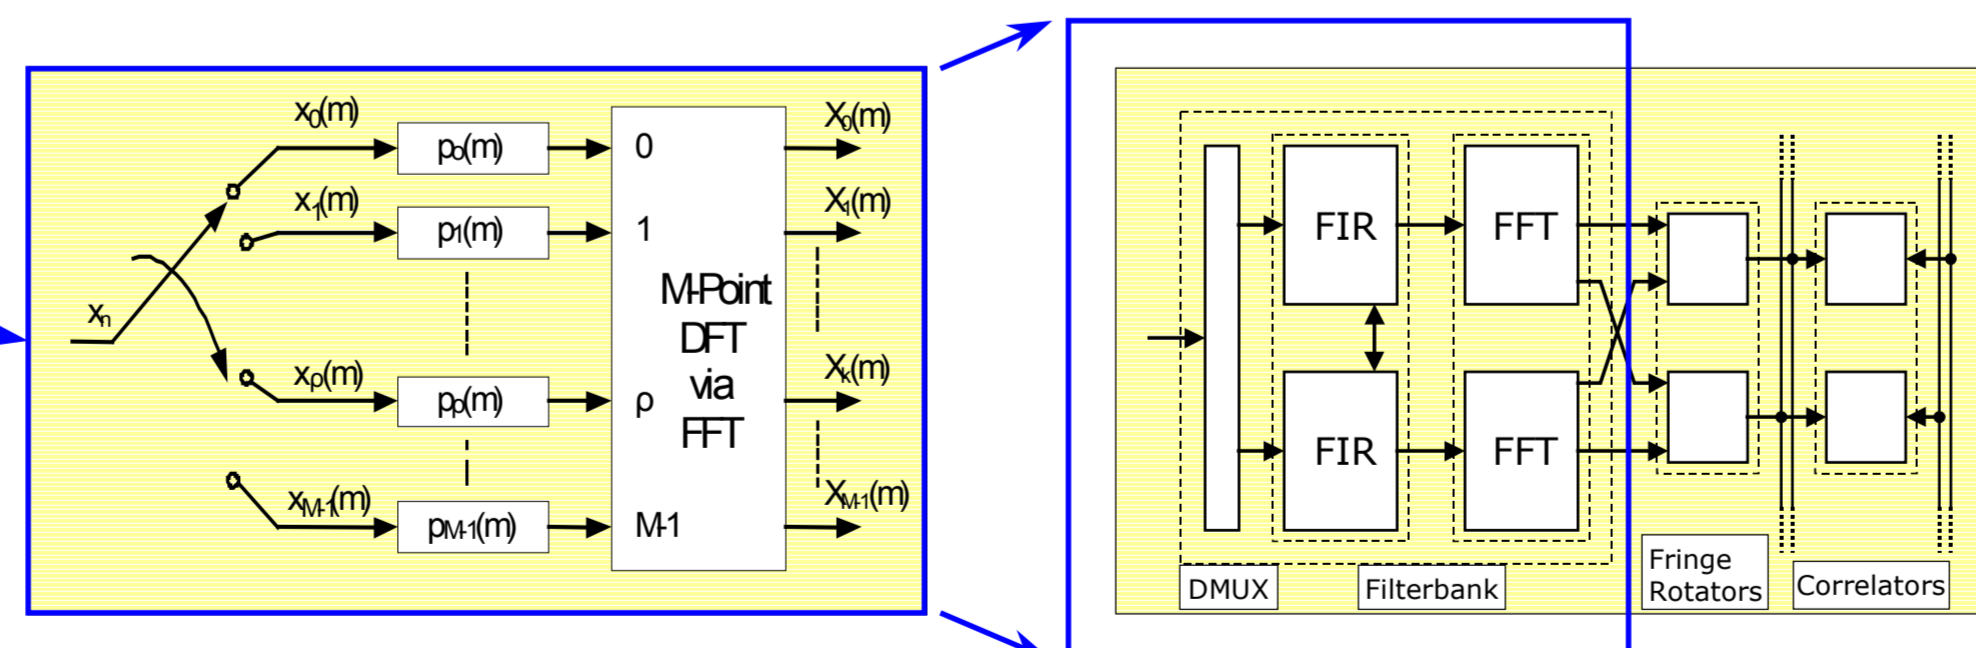 x0(m)
p0(m)
0
X0(m)
x1(m)
p1(m)
1
X1(m)
xn
M-Point
DFT
via
FFT
xρ(m)
pρ(m)
ρ
Xk(m)
xM-1(m)
pM-1(m)
M-1
XM-1(m)
FIR
FFT
FIR
FFT
DMUX
Filterbank
Fringe
Rotators
Correlators